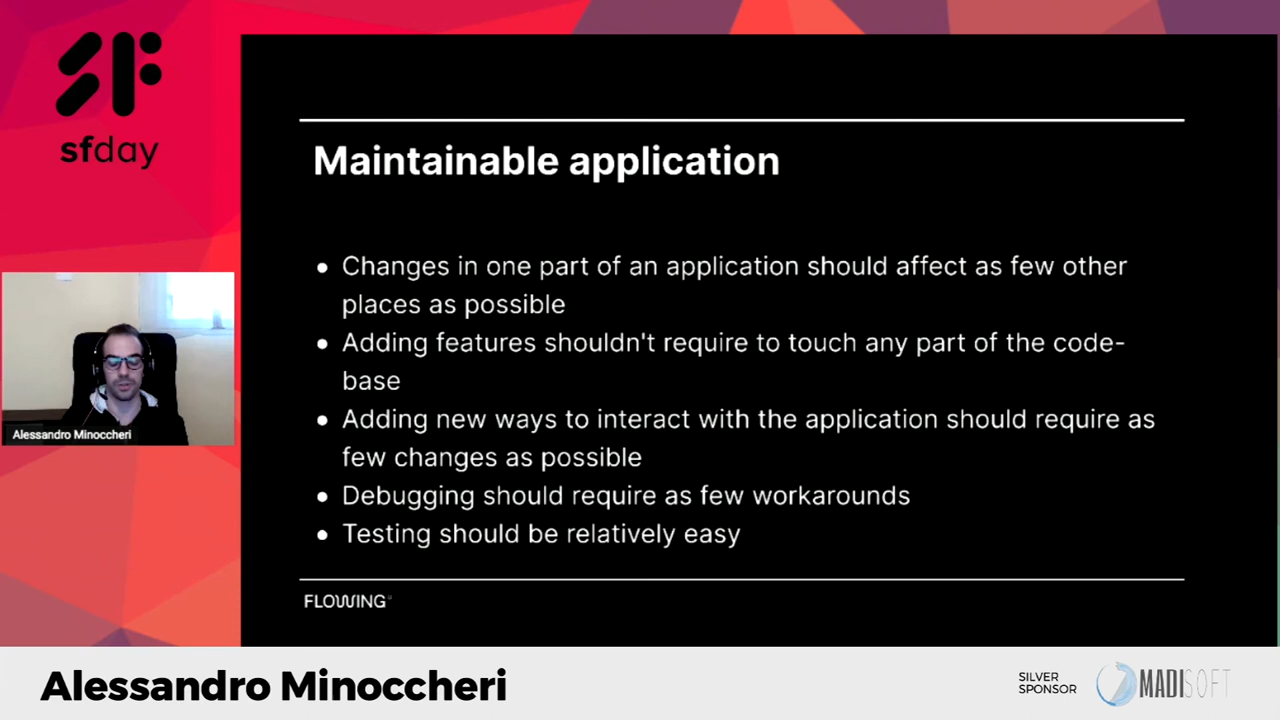 sfday
Maintainable application
• Changes in one part of an application should affect as few other
places as possible
• Adding features shouldn't require to touch any part of the code-
base
• Adding new ways to interact with the application should require as
few changes as possible
• Debugging should require as few workarounds
• Testing should be relatively easy
FLOWING
Alessandro Minoccheri
Alessandro Minoccheri
SILVER
SPONSOR
MADISOFT